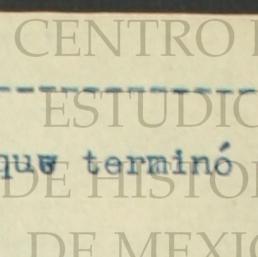 CENTRO
ESTUDIO
que terminó
DE HISTO
DE MEXIC